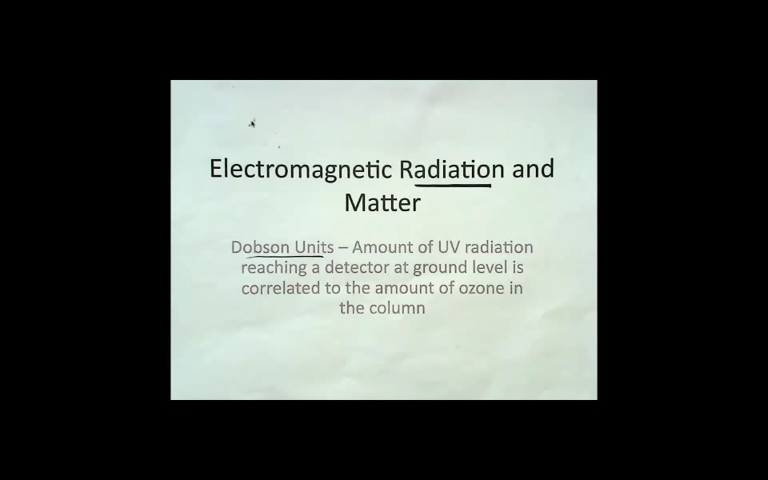 Electromagnetic Radiation and
Matter
Dobson Units – Amount of UV radiation
reaching a detector at ground level is
correlated to the amount of ozone in
the column